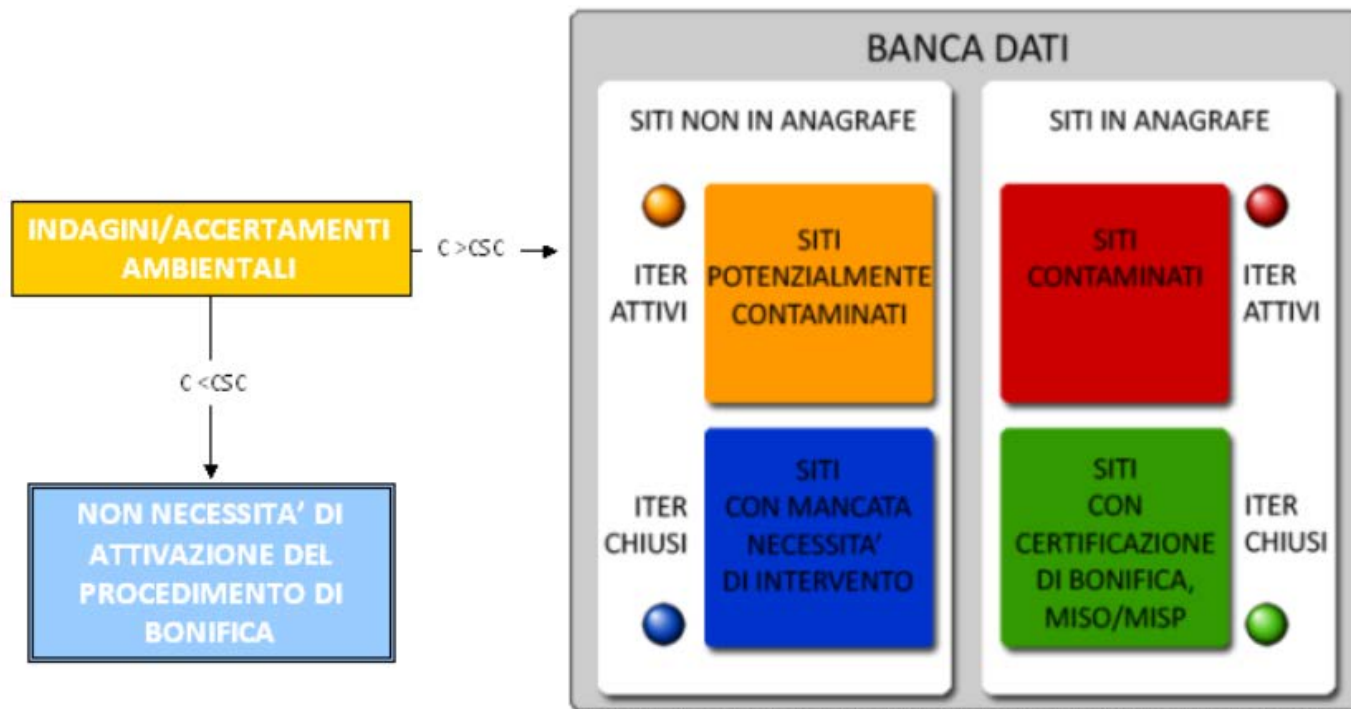 INDAGINI/ACCERTAMENTI
AMBIENTALI
C >CSC
C <CSC
NON NECESSITA’ DI
ATTIVAZIONE DEL
PROCEDIMENTO DI
BONIFICA
BANCA DATI
SITI NON IN ANAGRAFE
ITER
ATTIVI
SITI
POTENZIALMENTE
CONTAMINATI
ITER
CHIUSI
SITI
CON MANCATA
NECESSITA’
DI INTERVENTO
SITI IN ANAGRAFE
SITI
CONTAMINATI
ITER
ATTIVI
SITI
CON
CERTIFICAZIONE
DI BONIFICA,
MISO/MISP
ITER
CHIUSI